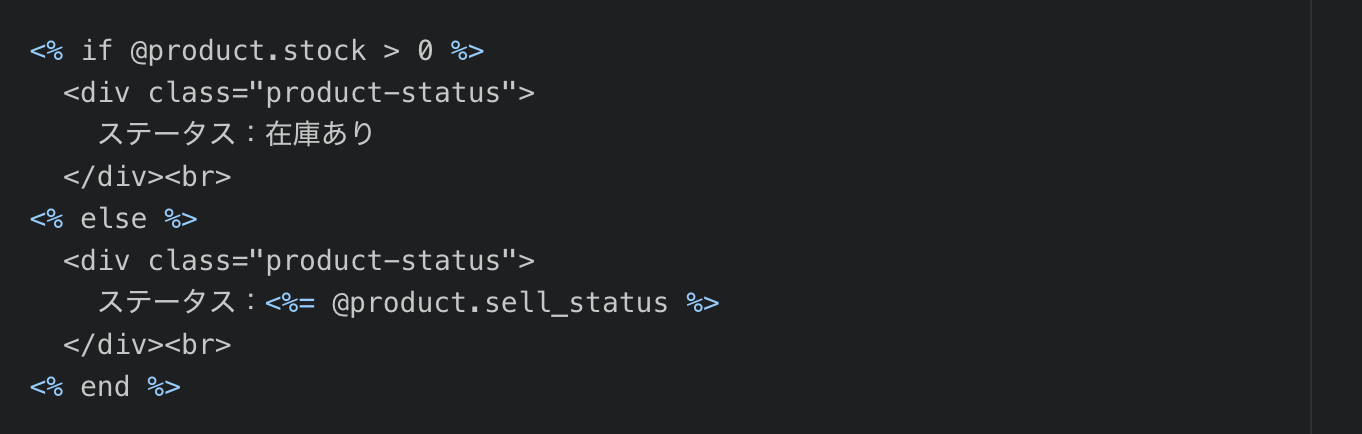 <% if @product.stock > 0 %>
<div class="product-status">
ステータス：在庫あり
</div><br>
<% else %>
<div class="product-status">
ステータス：<%= @product.sell_status %>
</div><br>
<% end %>